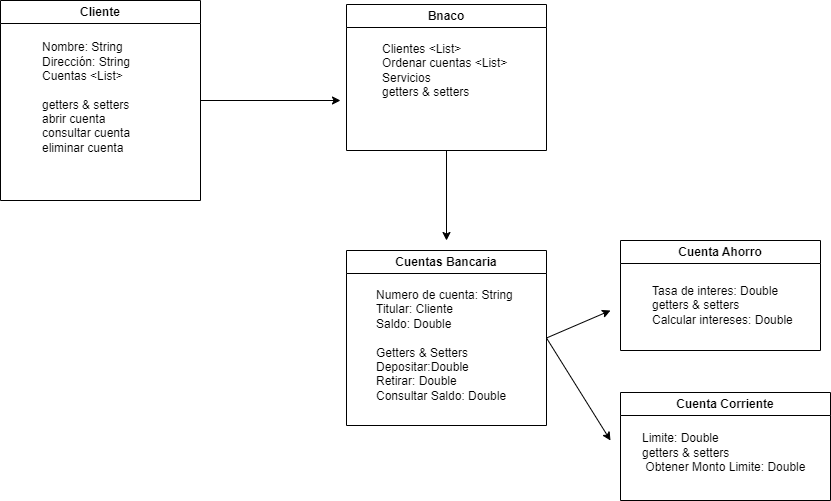 Cliente
Nombre: String
Dirección: String
Cuentas <List>
getters & setters
abrir cuenta
consultar cuenta
eliminar cuenta
Bnaco
Clientes <List>
Ordenar cuentas <List>
Servicios
getters & setters
Cuentas Bancaria
Numero de cuenta: String
Titular: Cliente
Saldo: Double
Getters & Setters
Depositar:Double
Retirar: Double
Consultar Saldo: Double
Cuenta Ahorro
Tasa de interes: Double
getters & setters
Calcular intereses: Double
Cuenta Corriente
Limite: Double
getters & setters
Obtener Monto Limite: Double